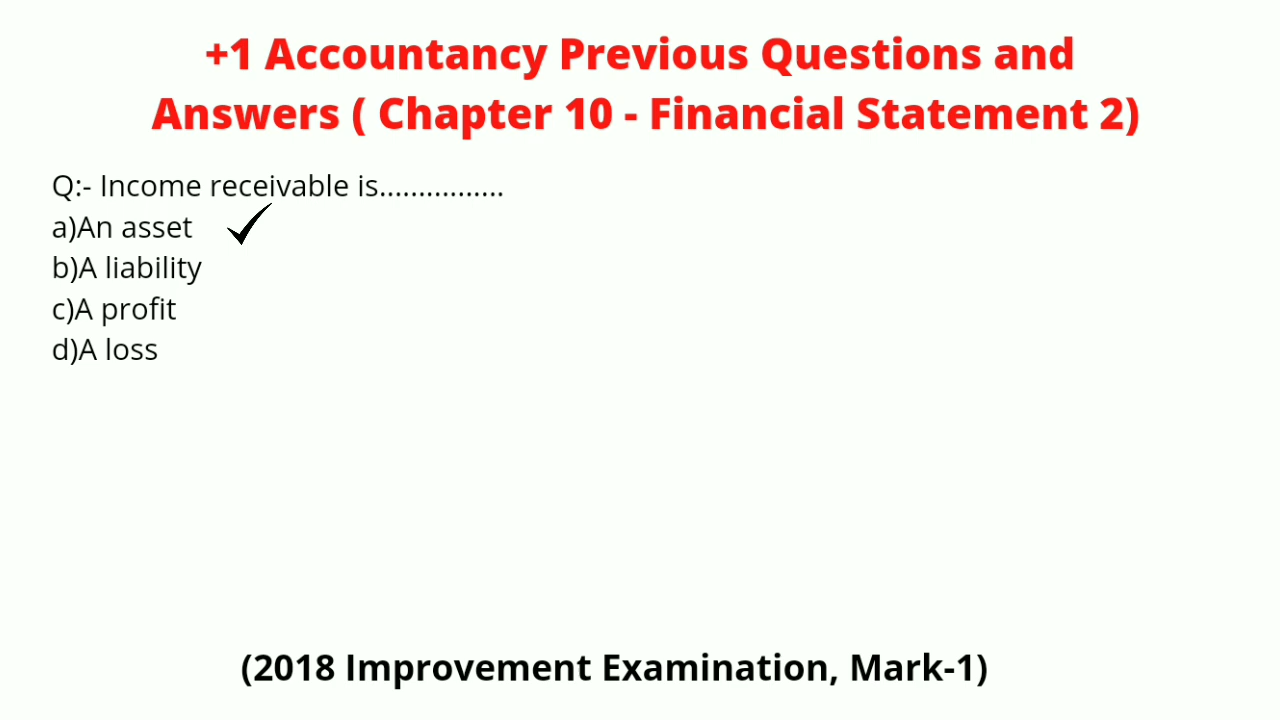 +1 Accountancy Previous Questions and
Answers ( Chapter 10 - Financial Statement 2)
Q:- Income receivable is................
a)An asset
b)A liability
c)A profit
d)A loss
(2018 Improvement Examination, Mark-1)